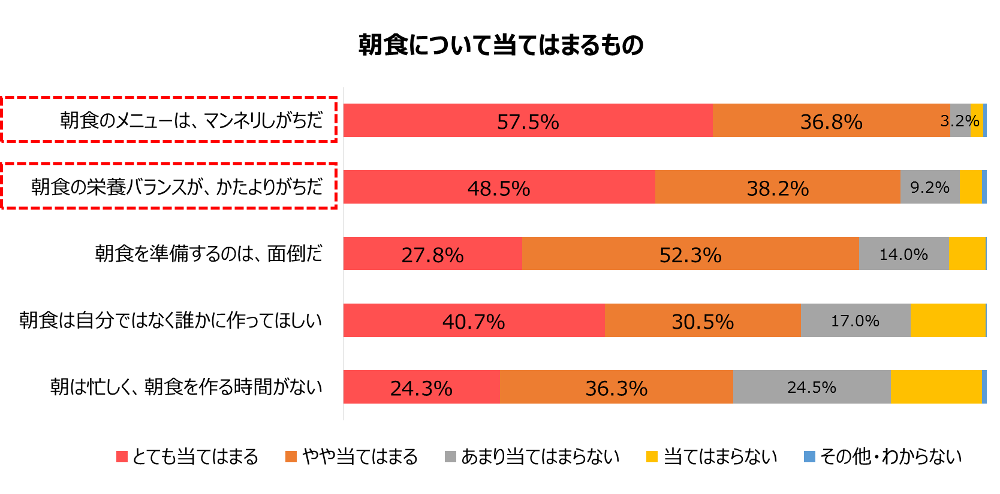 朝食について当てはまるもの
朝食のメニューは、マンネリしがちだ 57.5% 36.8% 3.2%
朝食の栄養バランスが、かたよりがちだ 48.5% 38.2% 9.2%
朝食を準備するのは、面倒だ 27.8% 52.3% 14.0%
朝食は自分ではなく誰かに作ってほしい 40.7% 30.5% 17.0%
朝は忙しく、朝食を作る時間がない 24.3% 36.3% 24.5%
とても当てはまる やや当てはまる あまり当てはまらない 当てはまらない その他・わからない